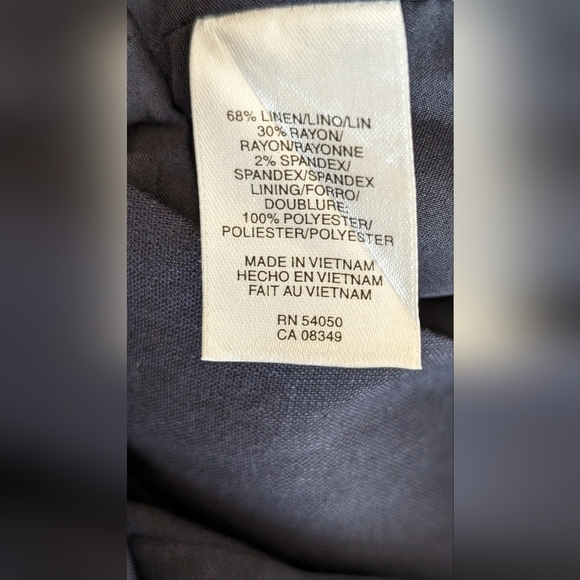 68% LINEN/LINO/LIN
30% RAYON/
RAYON/RAYONNE
2% SPANDEX/
SPANDEX/SPANDEX
LINING/FORRO/
DOUBLURE:
100% POLYESTER/
POLIESTER/POLYESTER
MADE IN VIETNAM
HECHO EN VIETNAM
FAIT AU VIETNAM
RN 54050
CA 08349